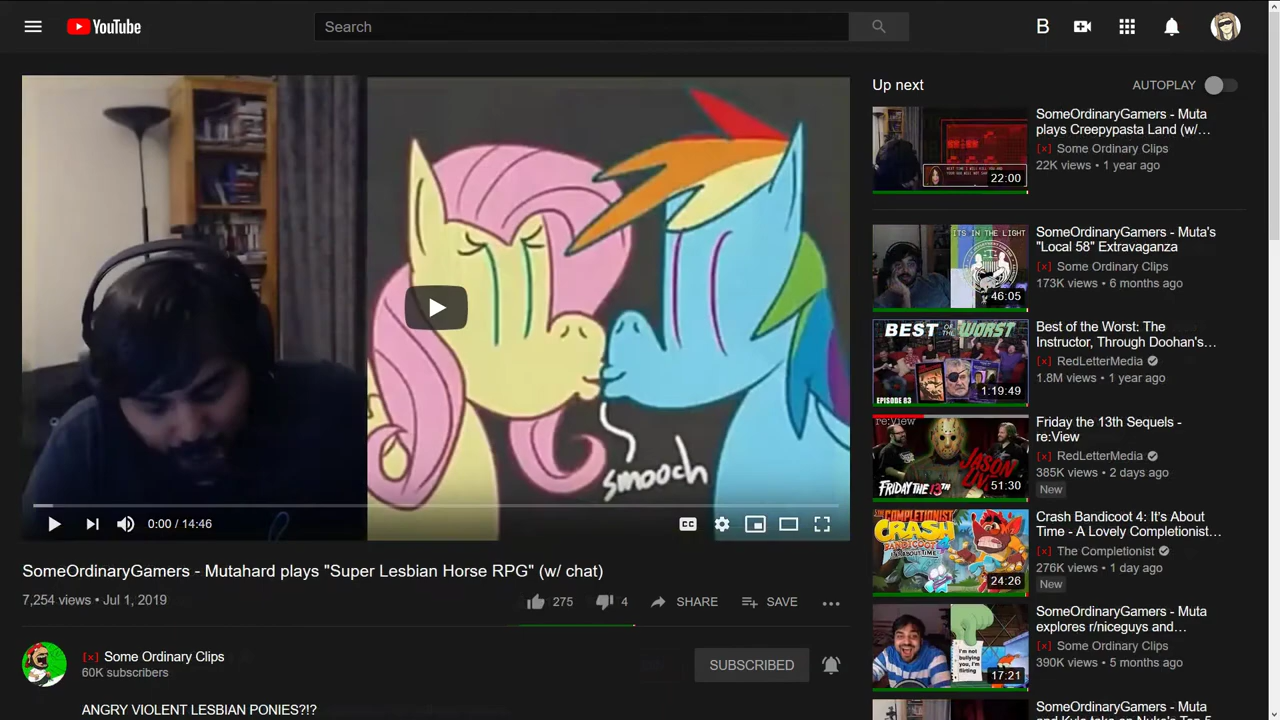 YouTube
Search
B
smooch
0:00 / 14:46
CC
SomeOrdinaryGamers - Mutahard plays "Super Lesbian Horse RPG" (w/ chat)
7,254 views • Jul 1, 2019
275
4
SHARE
SAVE
[×] Some Ordinary Clips
60K subscribers
SUBSCRIBED
ANGRY VIOLENT LESBIAN PONIES?!?
Up next
AUTOPLAY
22:00
SomeOrdinaryGamers - Muta
plays Creepypasta Land (w/…
[×] Some Ordinary Clips
22K views • 1 year ago
ITS IN THE LIGHT
46:05
SomeOrdinaryGamers - Muta's
"Local 58" Extravaganza
[×] Some Ordinary Clips
173K views • 6 months ago
BEST OF THE WORST
EPISODE 83
1:19:49
Best of the Worst: The
Instructor, Through Doohan's…
RedLetterMedia
1.8M views • 1 year ago
re:View
JASON
LIV
FRIDAY THE 13TH
51:30
Friday the 13th Sequels -
re:View
RedLetterMedia
385K views • 2 days ago
New
THE COMPLETIONIST
CRASH
BANDICOOT 4
IT'S ABOUT TIME
24:26
Crash Bandicoot 4: It's About
Time - A Lovely Completionist…
The Completionist
276K views • 1 day ago
New
I'm not
bullying
you, I'm
flirting
17:21
SomeOrdinaryGamers - Muta
explores r/niceguys and…
[×] Some Ordinary Clips
390K views • 5 months ago
SomeOrdinaryGamers - Muta